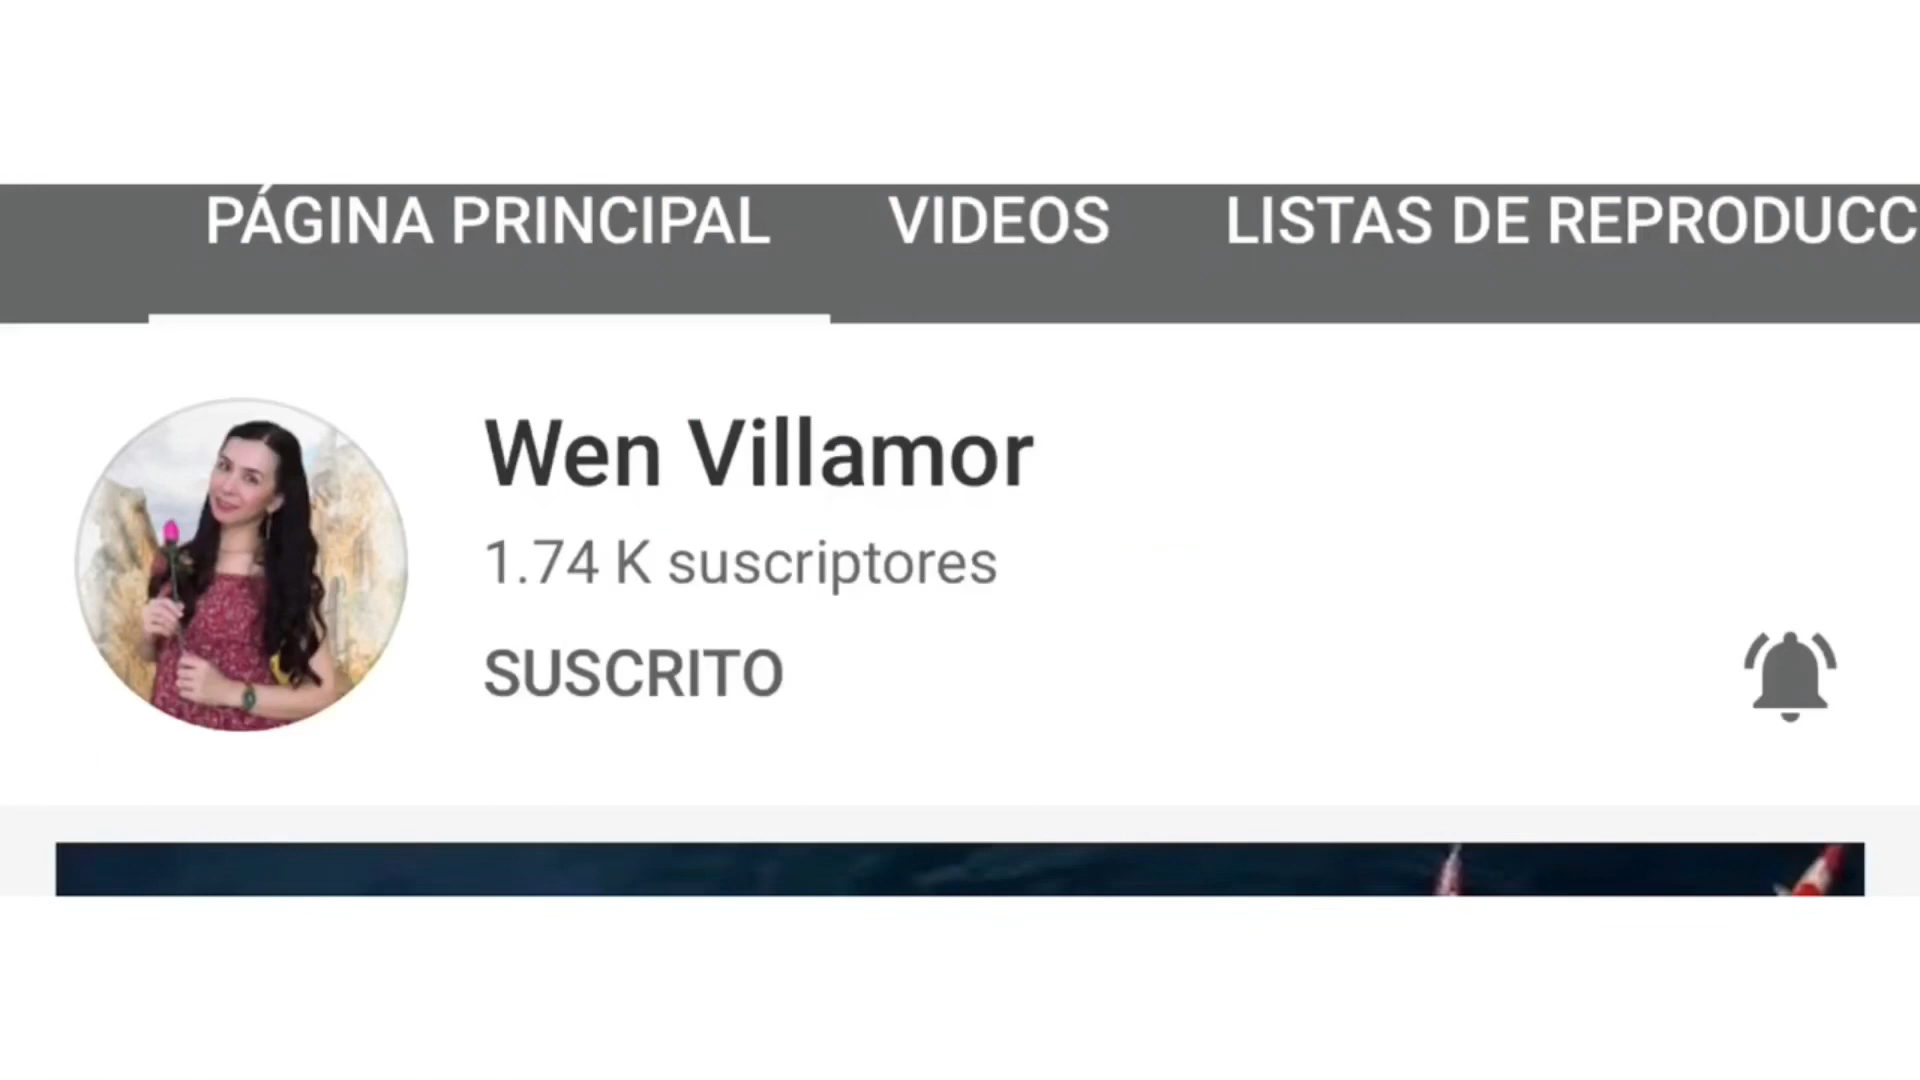 PÁGINA PRINCIPAL VIDEOS LISTAS DE REPRODUCC
Wen Villamor
1.74 K suscriptores
SUSCRITO